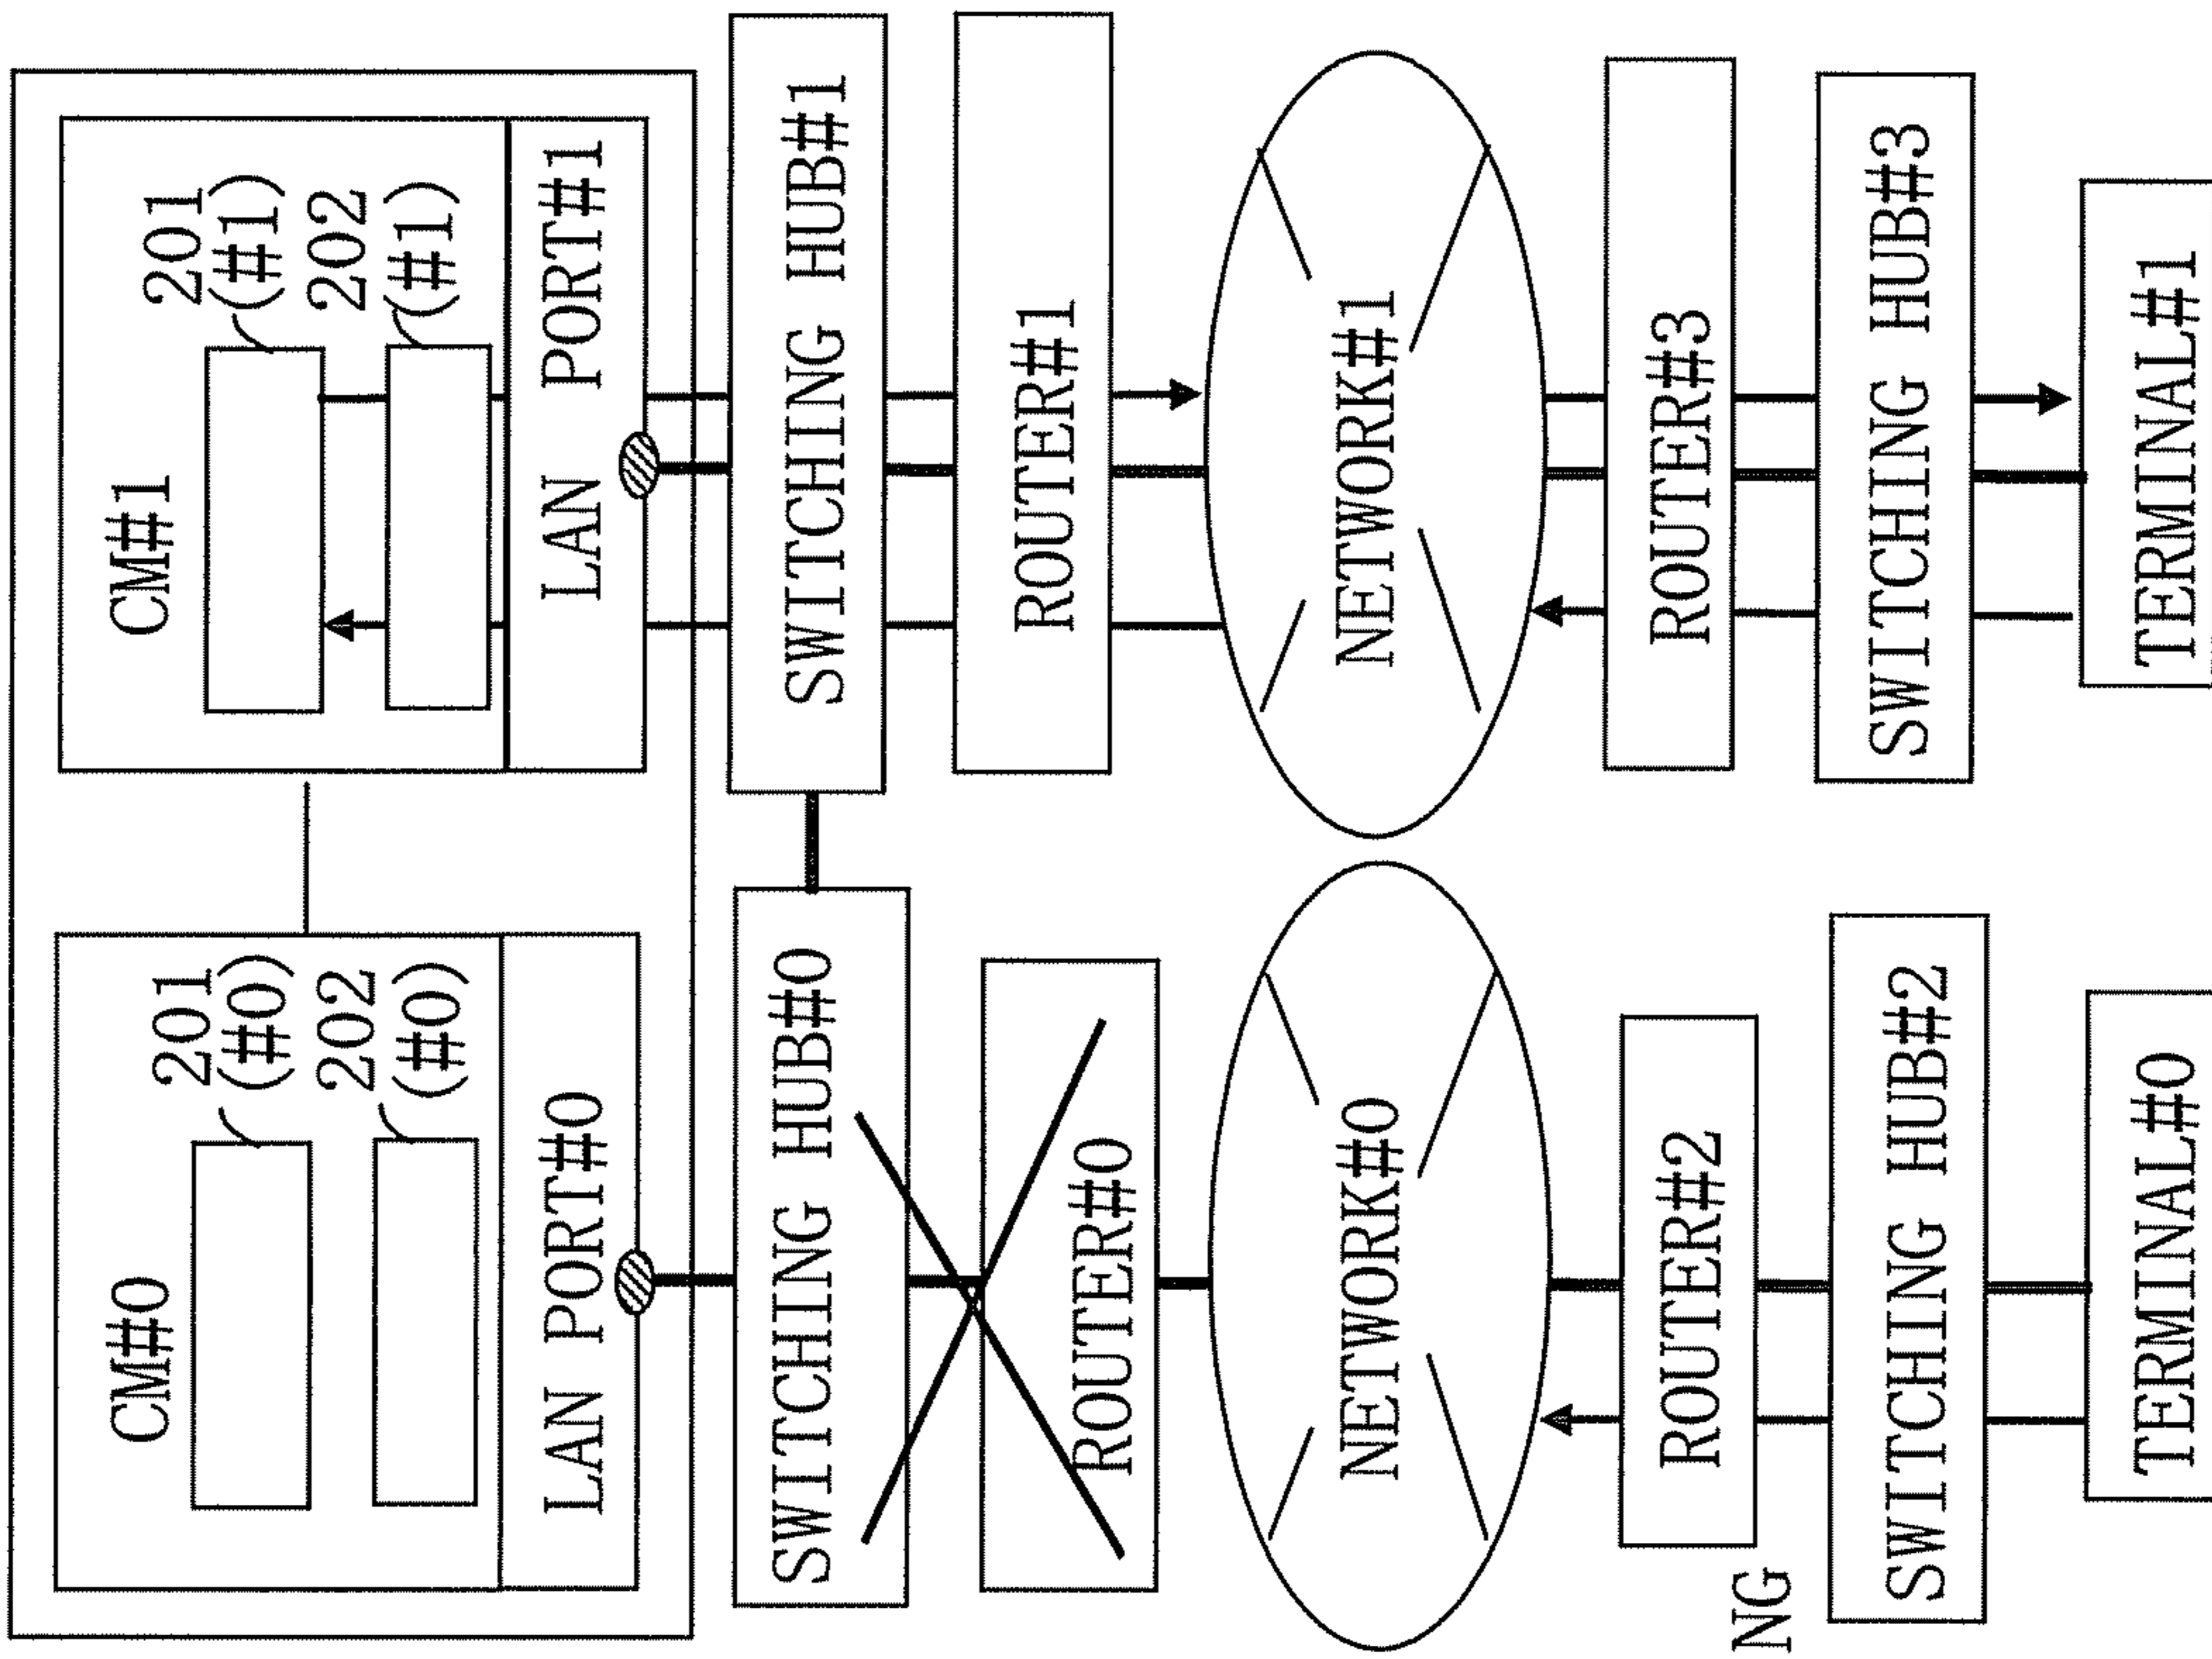 CM#0
201
(#0)
202
(#0)
LAN PORT#0
SWITCHING HUB#0
ROUTER#0
NETWORK#0
ROUTER#2
NG
SWITCHING HUB#2
TERMINAL#0
CM#1
201
(#1)
202
(#1)
LAN PORT#1
SWITCHING HUB#1
ROUTER#1
NETWORK#1
ROUTER#3
SWITCHING HUB#3
TERMINAL#1